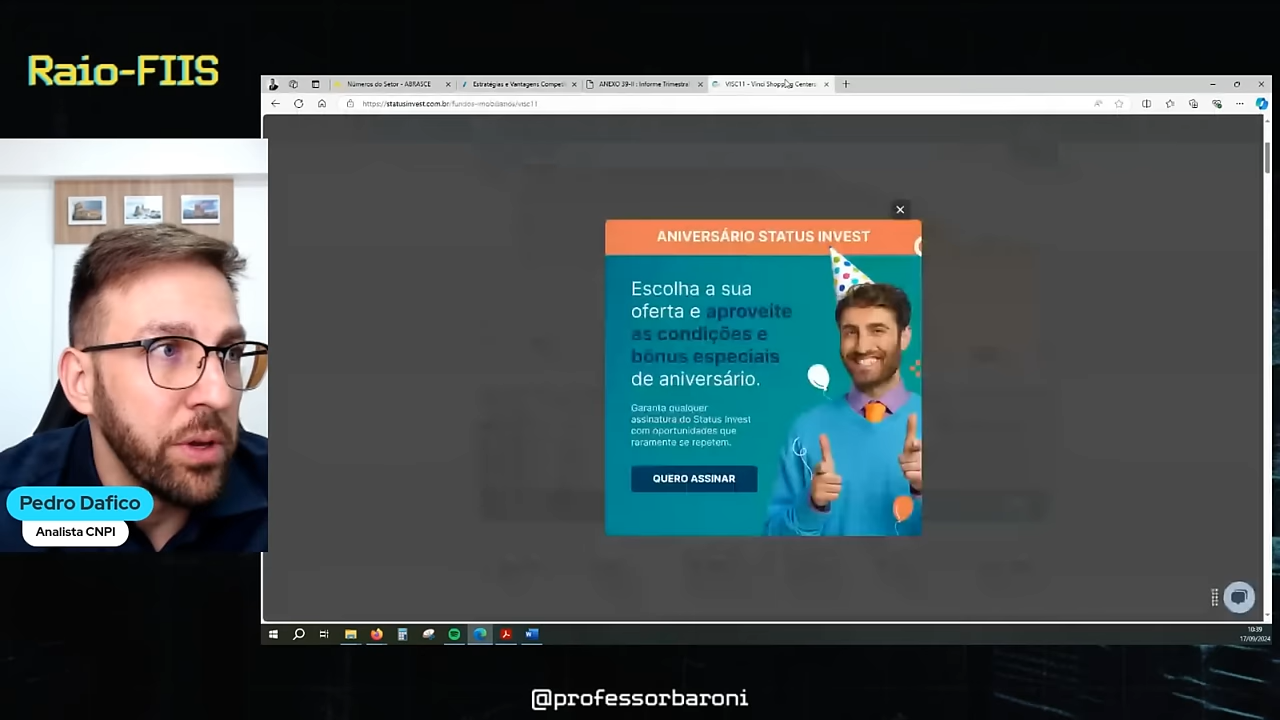 Raio-FIIS
Números do Setor - ABRASCE
Estratégias e Vantagens Competi
ANEXO 39-II : Informe Trimestral
VISC11 - Vinci Shopping Centers
https://statusinvest.com.br/fundos-imobiliarios/visc11
ANIVERSÁRIO STATUS INVEST
Escolha a sua
oferta e aproveite
as condições e
bônus especiais
de aniversário.
Garanta qualquer
assinatura do Status Invest
com oportunidades que
raramente se repetem.
QUERO ASSINAR
Pedro Dafico
Analista CNPI
10:39
17/09/2024
@professorbaroni